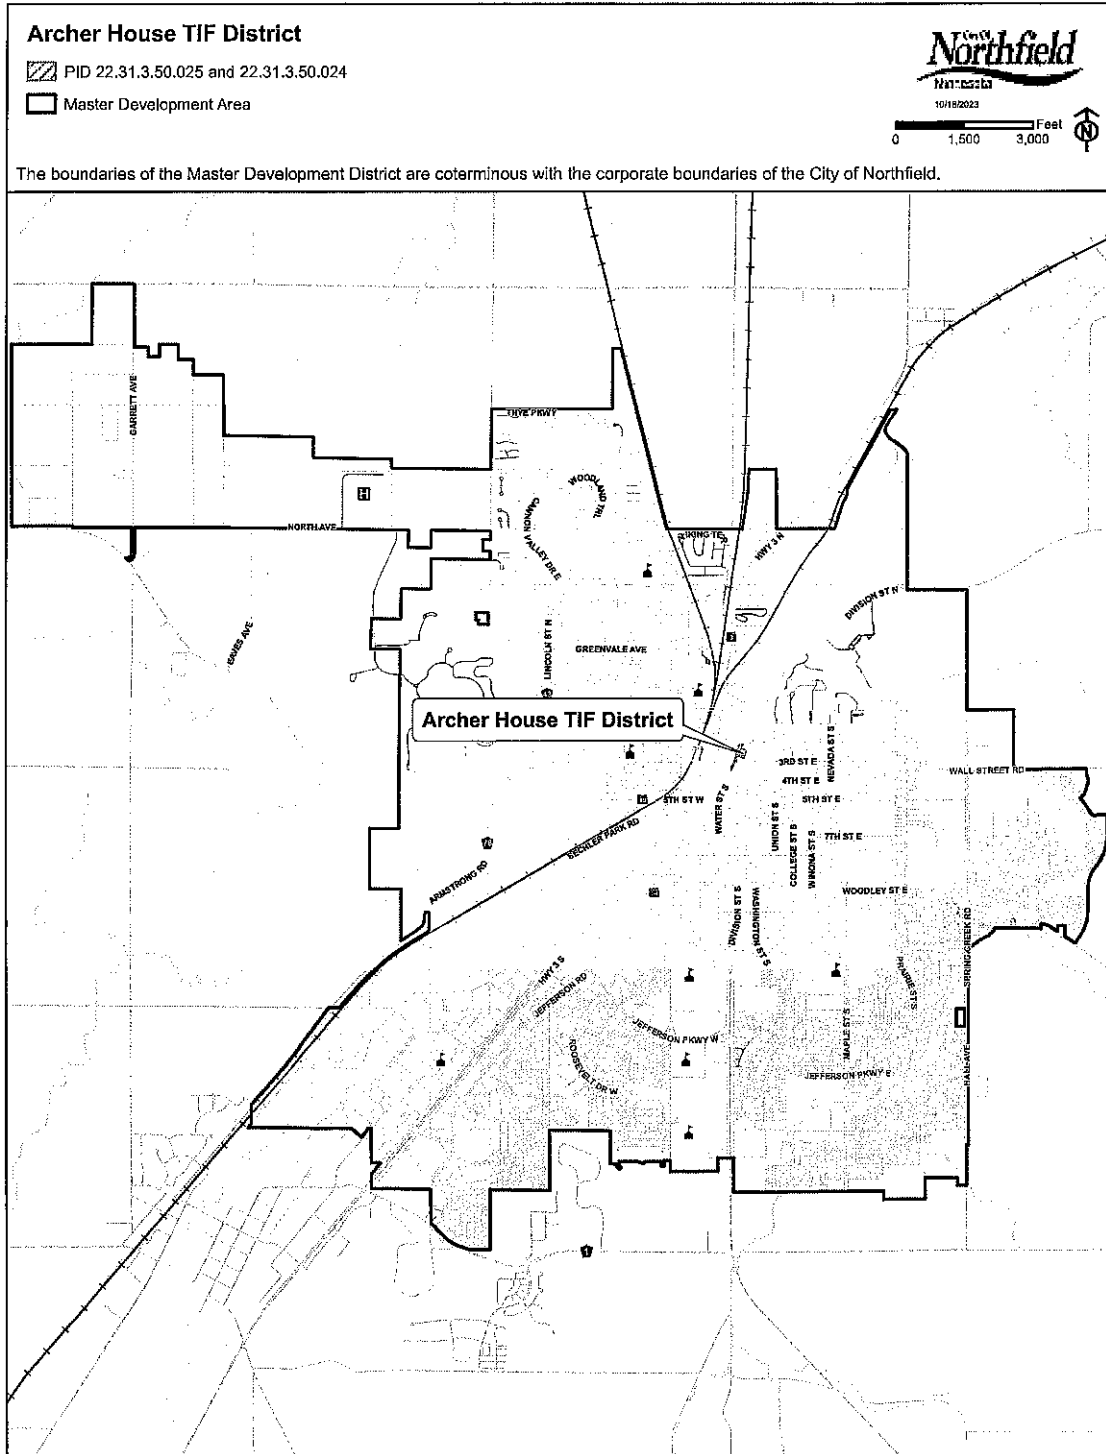 Archer House TIF District
PID 22.31.3.50.025 and 22.31.3.50.024
Master Development Area
City of
Northfield
Minnesota
10/18/2023
Feet
0 1,500 3,000
N
The boundaries of the Master Development District are coterminous with the corporate boundaries of the City of Northfield.
GARRETT AVE
THYE PKWY
WOODLAND TRL
H
CANNON VALLEY DR E
NORTH AVE
VIKING TER
HWY 3 N
DIVISION ST N
EAVES AVE
LINCOLN ST N
GREENVALE AVE
Archer House TIF District
NEVADA ST S
3RD ST E
WALL STREET RD
4TH ST E
5TH ST W
WATER ST S
5TH ST E
UNION ST S
COLLEGE ST S
WINONA ST S
7TH ST E
SECHLER PARK RD
ARMSTRONG RD
WOODLEY ST E
DIVISION ST S
WASHINGTON ST S
SPRING CREEK RD
PRAIRIE ST S
HWY 3 S
JEFFERSON RD
JEFFERSON PKWY W
MAPLE ST S
ROOSEVELT DR W
JEFFERSON PKWY E
HALL AVE